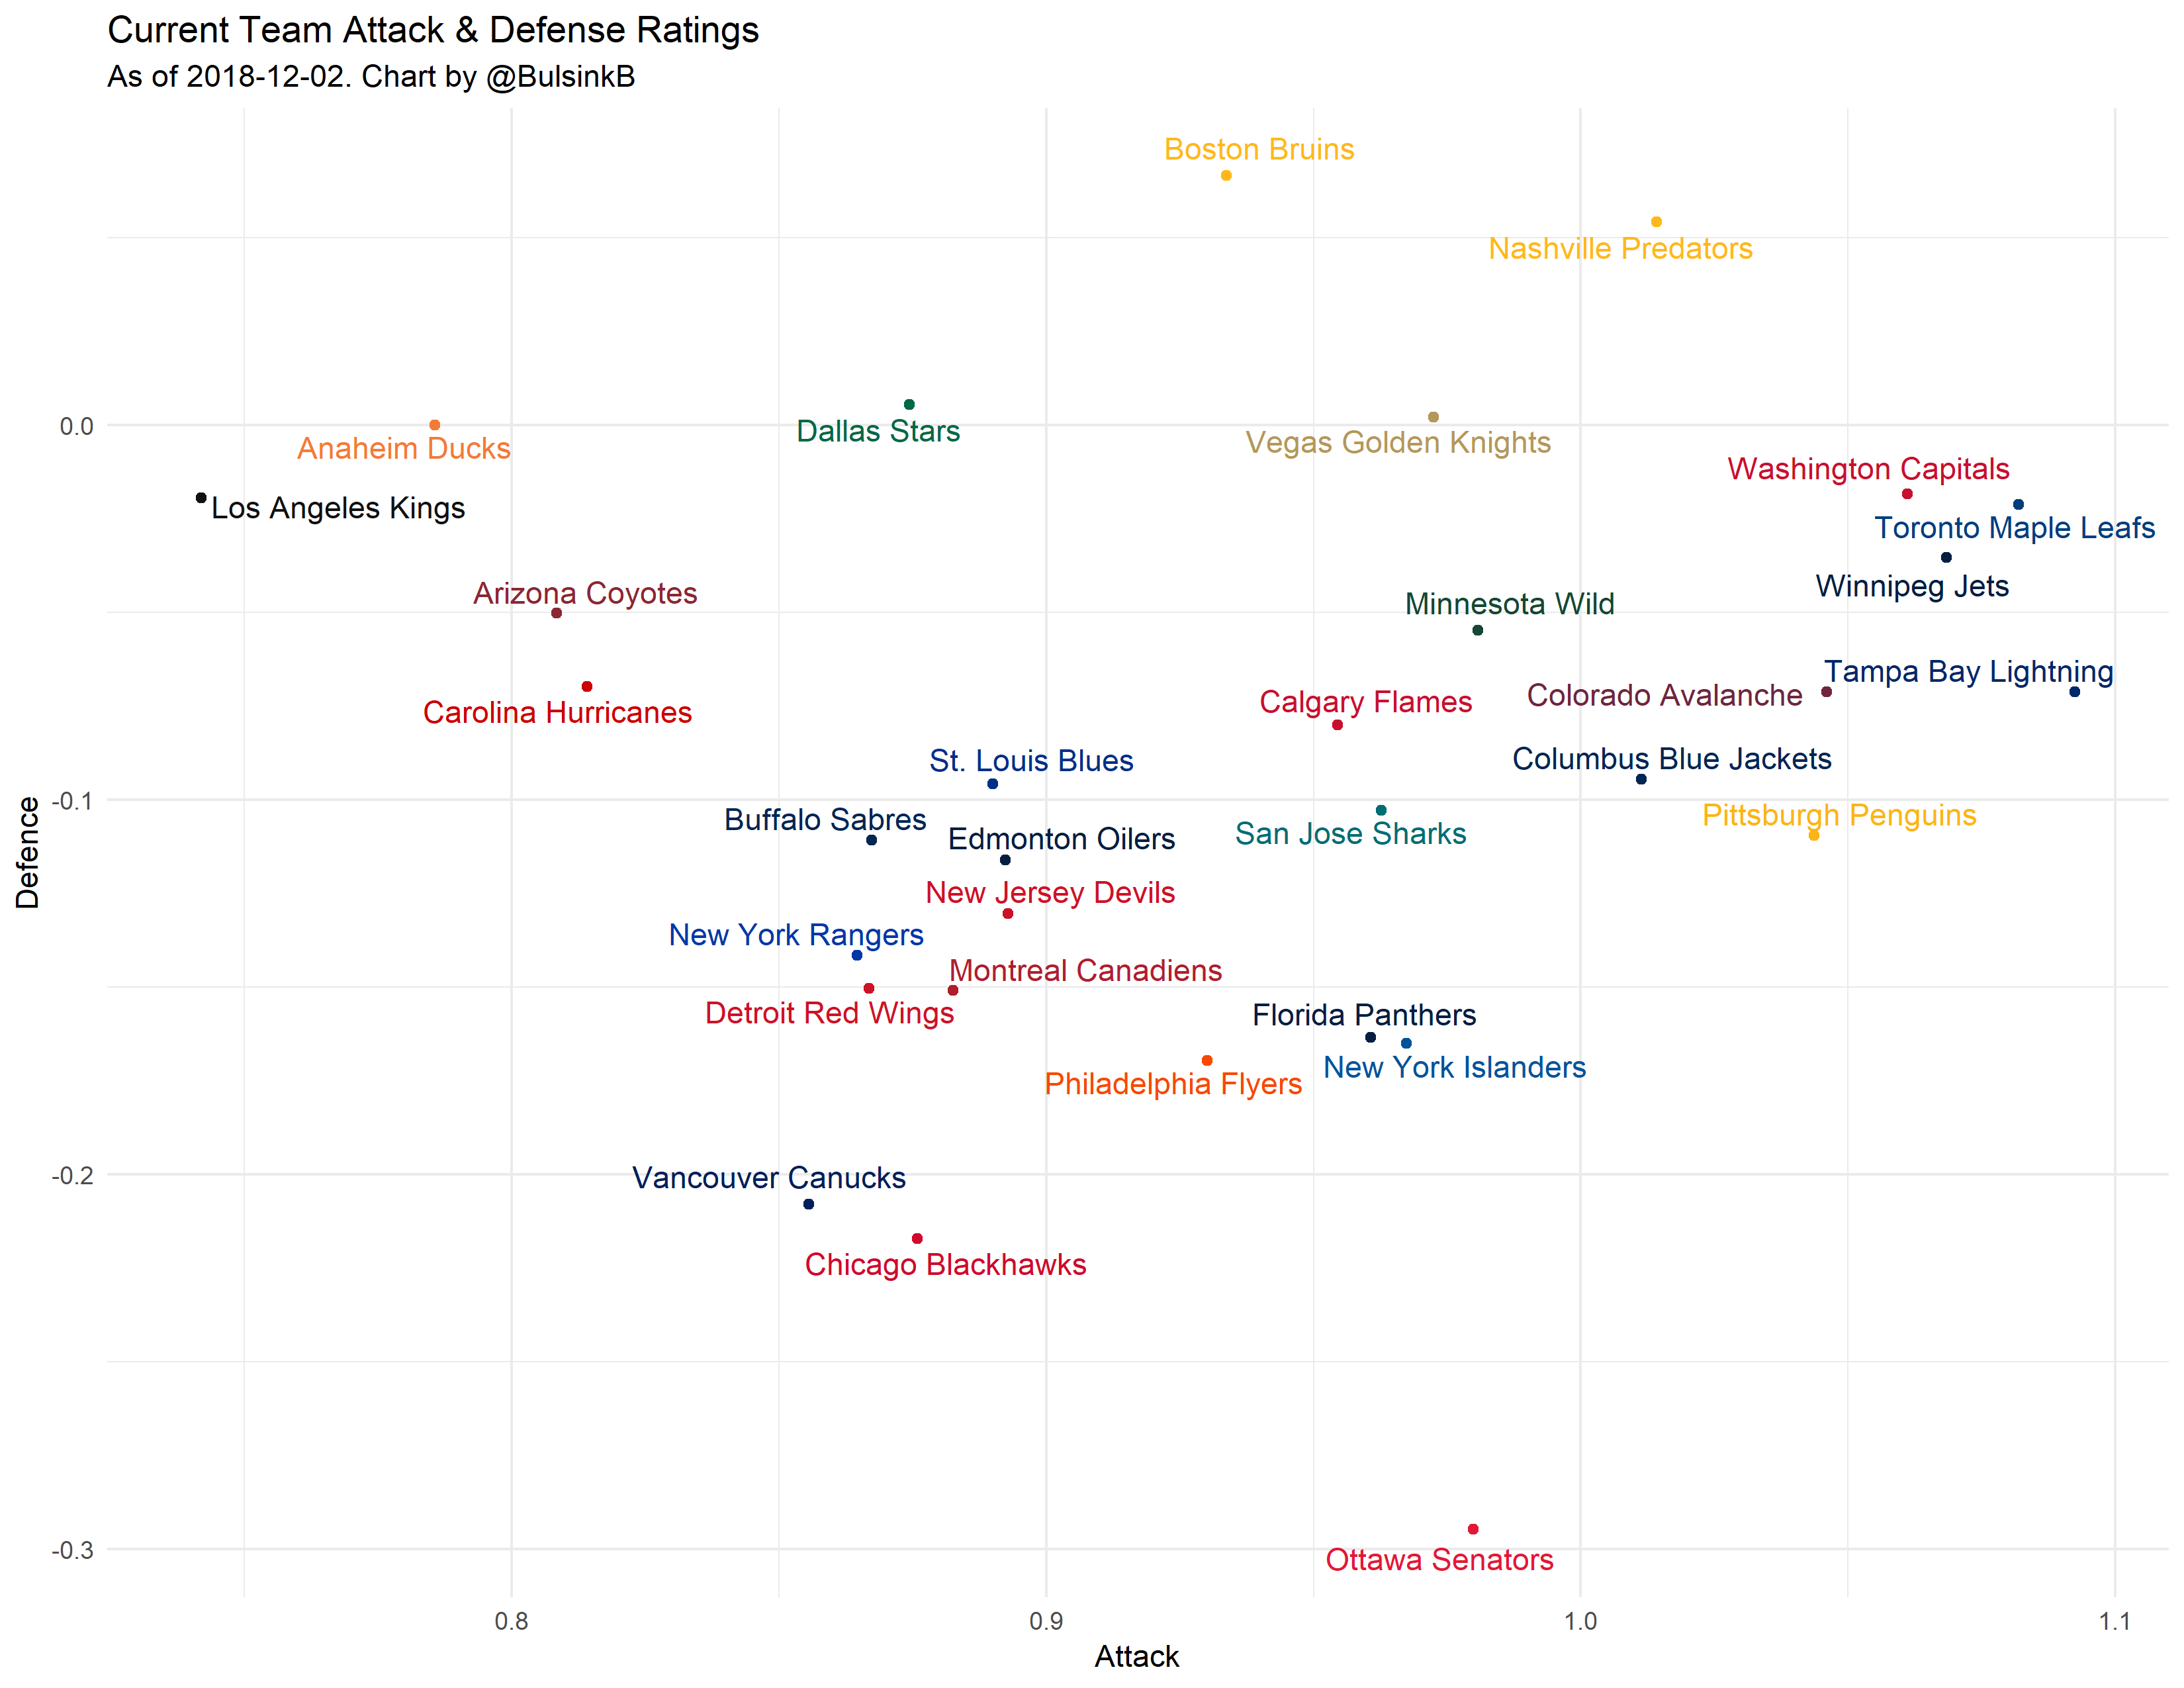 Current Team Attack & Defense Ratings
As of 2018-12-02. Chart by @BulsinkB
Boston Bruins
Nashville Predators
0.0
Dallas Stars
Vegas Golden Knights
Anaheim Ducks
Washington Capitals
Los Angeles Kings
Toronto Maple Leafs
Winnipeg Jets
Arizona Coyotes
Minnesota Wild
Tampa Bay Lightning
Colorado Avalanche
Calgary Flames
Carolina Hurricanes
Columbus Blue Jackets
St. Louis Blues
-0.1
Pittsburgh Penguins
Buffalo Sabres
San Jose Sharks
Edmonton Oilers
Defence
New Jersey Devils
New York Rangers
Montreal Canadiens
Detroit Red Wings
Florida Panthers
New York Islanders
Philadelphia Flyers
-0.2
Vancouver Canucks
Chicago Blackhawks
-0.3
Ottawa Senators
0.8
0.9
1.0
1.1
Attack